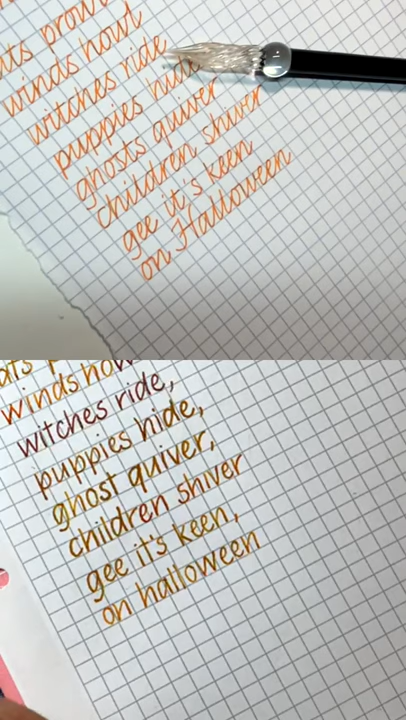 prowl
winds howl
witches ride
puppies hide
ghosts quiver
children shiver
gee it's keen
on Halloween
winds howl
witches ride,
puppies hide,
ghost quiver,
children shiver
gee it's keen,
on halloween